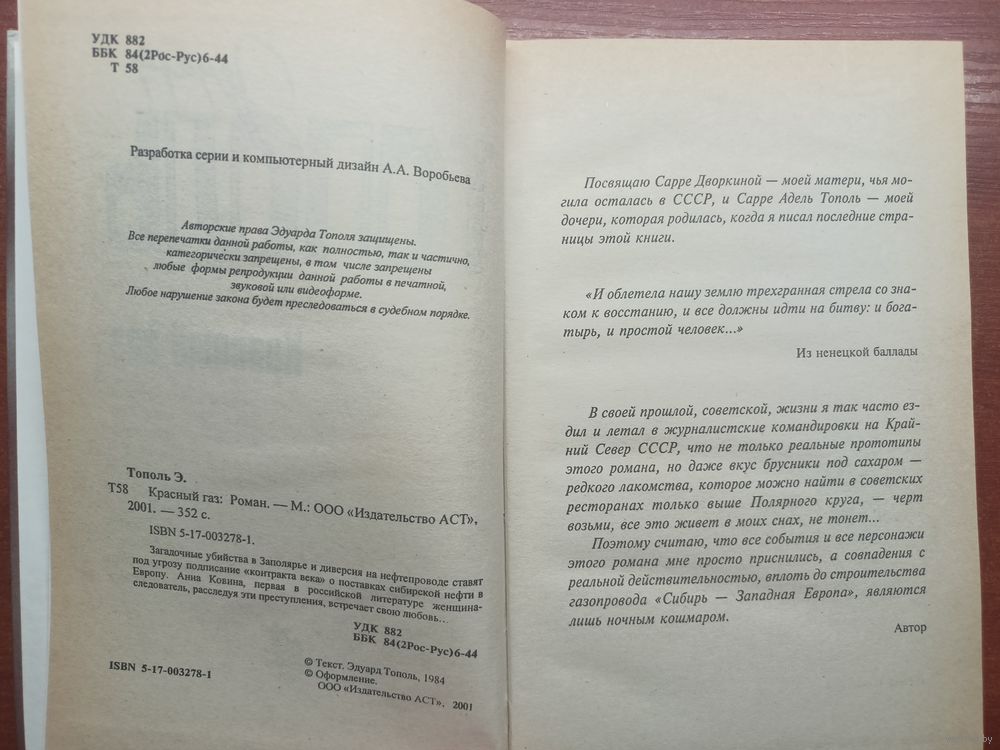 УДК 882
ББК 84(2Рос-Рус)6-44
Т 58
Разработка серии и компьютерный дизайн А.А. Воробьева
Авторские права Эдуарда Тополя защищены.
Все перепечатки данной работы, как полностью, так и частично,
категорически запрещены, в том числе запрещены
любые формы репродукции данной работы в печатной,
звуковой или видеоформе.
Любое нарушение закона будет преследоваться в судебном порядке.
Тополь Э.
Т58 Красный газ: Роман. — М.: ООО «Издательство АСТ»,
2001. — 352 с.
ISBN 5-17-003278-1.
Загадочные убийства в Заполярье и диверсия на нефтепроводе ставят
под угрозу подписание «контракта века» о поставках сибирской нефти в
Европу. Анна Ковина, первая в российской литературе женщина-
следователь, расследуя эти преступления, встречает свою любовь...
УДК 882
ББК 84(2Рос-Рус)6-44
ISBN 5-17-003278-1
© Текст. Эдуард Тополь, 1984
© Оформление.
ООО «Издательство АСТ», 2001
Посвящаю Сарре Дворкиной — моей матери, чья мо-
гила осталась в СССР, и Сарре Адель Тополь — моей
дочери, которая родилась, когда я писал последние стра-
ницы этой книги.
«И облетела нашу землю трехгранная стрела со зна-
ком к восстанию, и все должны идти на битву: и бога-
тырь, и простой человек...»
Из ненецкой баллады
В своей прошлой, советской, жизни я так часто ез-
дил и летал в журналистские командировки на Край-
ний Север СССР, что не только реальные прототипы
этого романа, но даже вкус брусники под сахаром —
редкого лакомства, которое можно найти в советских
ресторанах только выше Полярного круга, — черт
возьми, все это живет в моих снах, не тонет...
Поэтому считаю, что все события и все персонажи
этого романа мне просто приснились, а совпадения с
реальной действительностью, вплоть до строительства
газопровода «Сибирь — Западная Европа», являются
лишь ночным кошмаром.
Автор